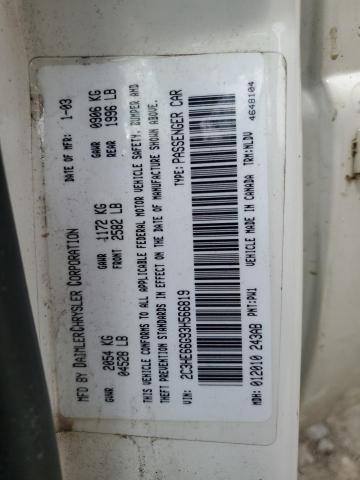 MFD BY DAIMLERCHRYSLER CORPORATION DATE OF MFR: 1-03
GVWR: 2054 KG GAWR 1172 KG GAWR 0906 KG
04528 LB FRONT 2582 LB REAR 1996 LB
THIS VEHICLE CONFORMS TO ALL APPLICABLE FEDERAL MOTOR VEHICLE SAFETY, BUMPER AND
THEFT PREVENTION STANDARDS IN EFFECT ON THE DATE OF MANUFACTURE SHOWN ABOVE.
VIN: 2C3HE66G93H566819 TYPE: PASSENGER CAR
MDH: 012010 243AB PNT: PW1 VEHICLE MADE IN CANADA TRM: NLDV 4648104